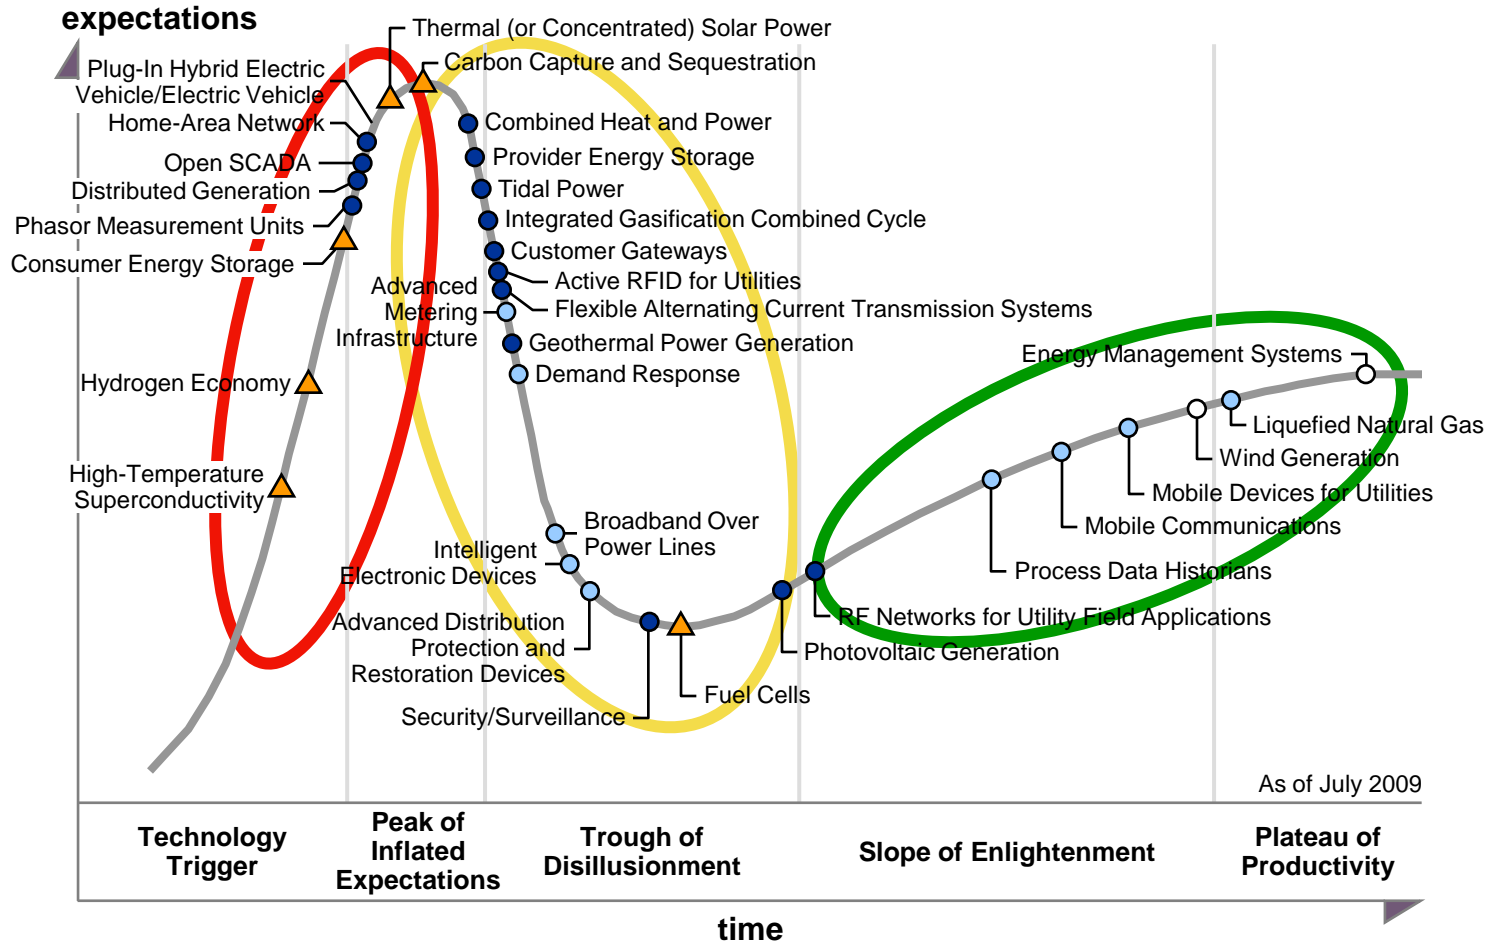 expectations
Thermal (or Concentrated) Solar Power
Carbon Capture and Sequestration
Plug-In Hybrid Electric
Vehicle/Electric Vehicle
Home-Area Network
Open SCADA
Distributed Generation
Phasor Measurement Units
Consumer Energy Storage
Hydrogen Economy
High-Temperature
Superconductivity
Combined Heat and Power
Provider Energy Storage
Tidal Power
Integrated Gasification Combined Cycle
Customer Gateways
Active RFID for Utilities
Flexible Alternating Current Transmission Systems
Advanced
Metering
Infrastructure
Geothermal Power Generation
Demand Response
Broadband Over
Power Lines
Intelligent
Electronic Devices
Advanced Distribution
Protection and
Restoration Devices
Security/Surveillance
Fuel Cells
Photovoltaic Generation
RF Networks for Utility Field Applications
Process Data Historians
Mobile Communications
Mobile Devices for Utilities
Wind Generation
Liquefied Natural Gas
Energy Management Systems
As of July 2009
Technology
Trigger
Peak of
Inflated
Expectations
Trough of
Disillusionment
Slope of Enlightenment
Plateau of
Productivity
time